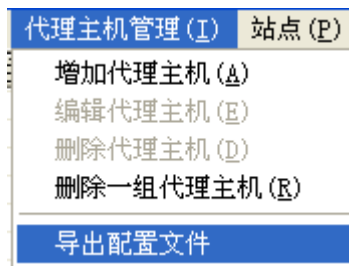 代理主机管理(I) 站点(P)
增加代理主机(A)
编辑代理主机(E)
删除代理主机(D)
删除一组代理主机(R)
导出配置文件